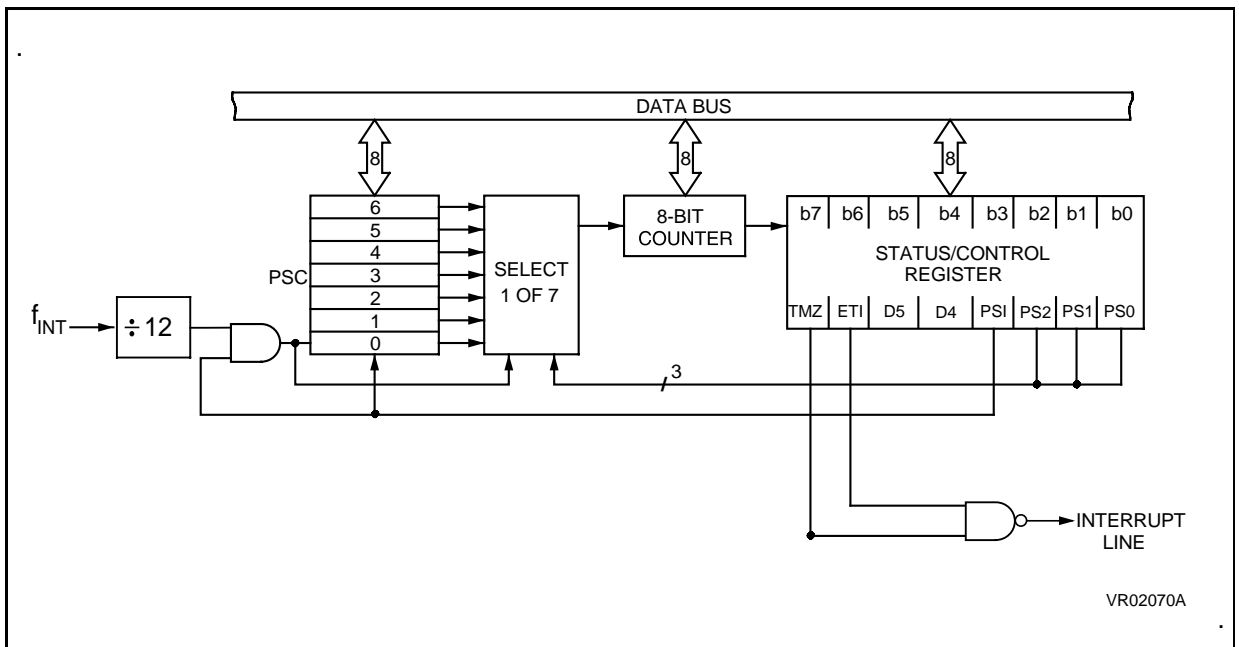 DATA BUS
8
8
8
6
5
4
3
2
1
0
PSC
SELECT
1 OF 7
8-BIT
COUNTER
b7 b6 b5 b4 b3 b2 b1 b0
STATUS/CONTROL
REGISTER
TMZ ETI D5 D4 PSI PS2 PS1 PS0
fINT
÷ 12
3
INTERRUPT
LINE
VR02070A